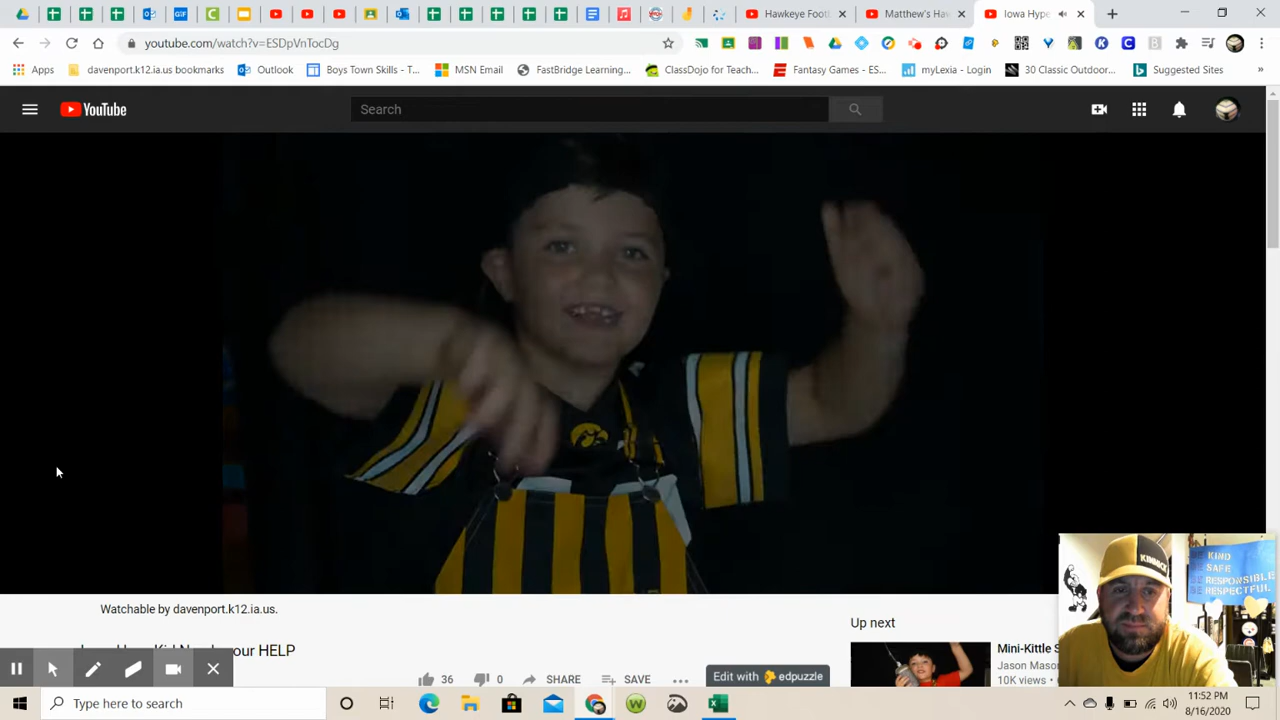 Hawkeye Foot
Matthew's Hav
Iowa Hype
youtube.com/watch?v=ESDpVnTocDg
Apps
davenport.k12.ia.us bookmarks
Outlook
Boys Town Skills - T...
MSN Email
FastBridge Learning...
ClassDojo for Teach...
Fantasy Games - ES...
myLexia - Login
30 Classic Outdoor...
Suggested Sites
YouTube
Search
KINNICK
KIND
SAFE
RESPONSIBLE
RESPECTFUL
Watchable by davenport.k12.ia.us.
Up next
our HELP
Mini-Kittle S
Jason Mason
10K views
36
0
SHARE
SAVE
Edit with edpuzzle
Type here to search
11:52 PM
8/16/2020